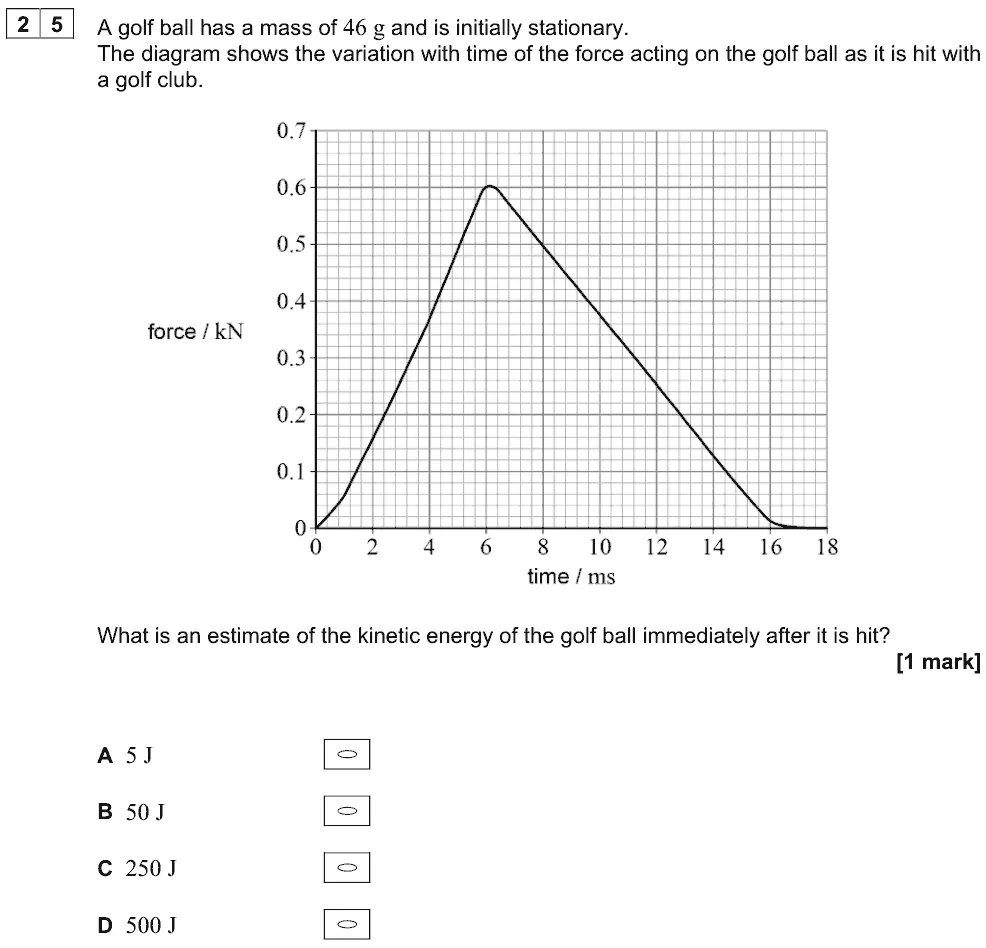 2 5 A golf ball has a mass of 46 g and is initially stationary.
The diagram shows the variation with time of the force acting on the golf ball as it is hit with
a golf club.
0.7
0.6
0.5
0.4
force / kN
0.3
0.2
0.1
0
0 2 4 6 8 10 12 14 16 18
time / ms
What is an estimate of the kinetic energy of the golf ball immediately after it is hit?
[1 mark]
A 5 J
B 50 J
C 250 J
D 500 J